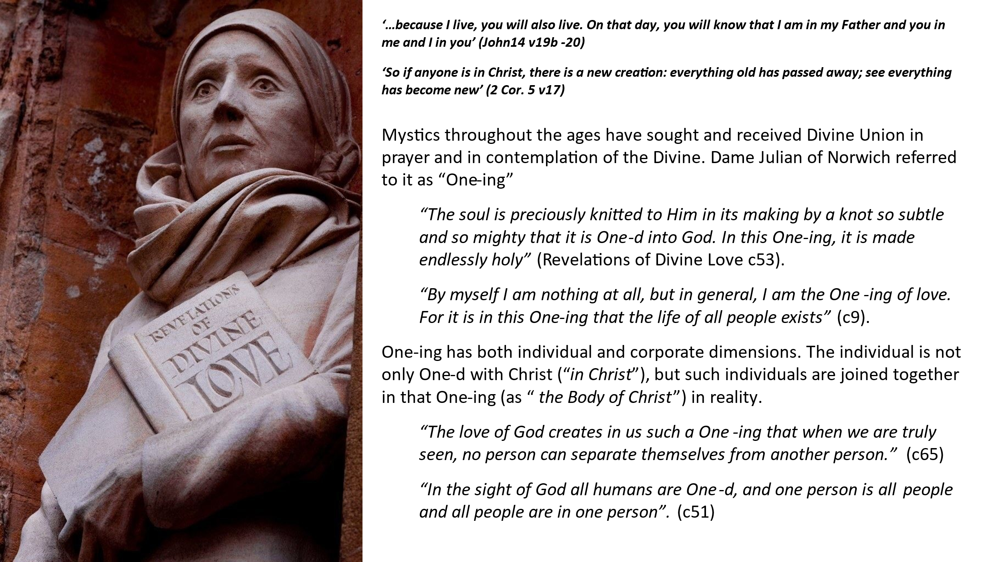 REVELATIONS
OF
DIVINE
LOVE
‘…because I live, you will also live. On that day, you will know that I am in my Father and you in
me and I in you’ (John14 v19b -20)
‘So if anyone is in Christ, there is a new creation: everything old has passed away; see everything
has become new’ (2 Cor. 5 v17)
Mystics throughout the ages have sought and received Divine Union in
prayer and in contemplation of the Divine. Dame Julian of Norwich referred
to it as “One-ing”
“The soul is preciously knitted to Him in its making by a knot so subtle
and so mighty that it is One-d into God. In this One-ing, it is made
endlessly holy” (Revelations of Divine Love c53).
“By myself I am nothing at all, but in general, I am the One -ing of love.
For it is in this One-ing that the life of all people exists” (c9).
One-ing has both individual and corporate dimensions. The individual is not
only One-d with Christ (“in Christ”), but such individuals are joined together
in that One-ing (as “ the Body of Christ”) in reality.
“The love of God creates in us such a One -ing that when we are truly
seen, no person can separate themselves from another person.” (c65)
“In the sight of God all humans are One -d, and one person is all people
and all people are in one person”. (c51)